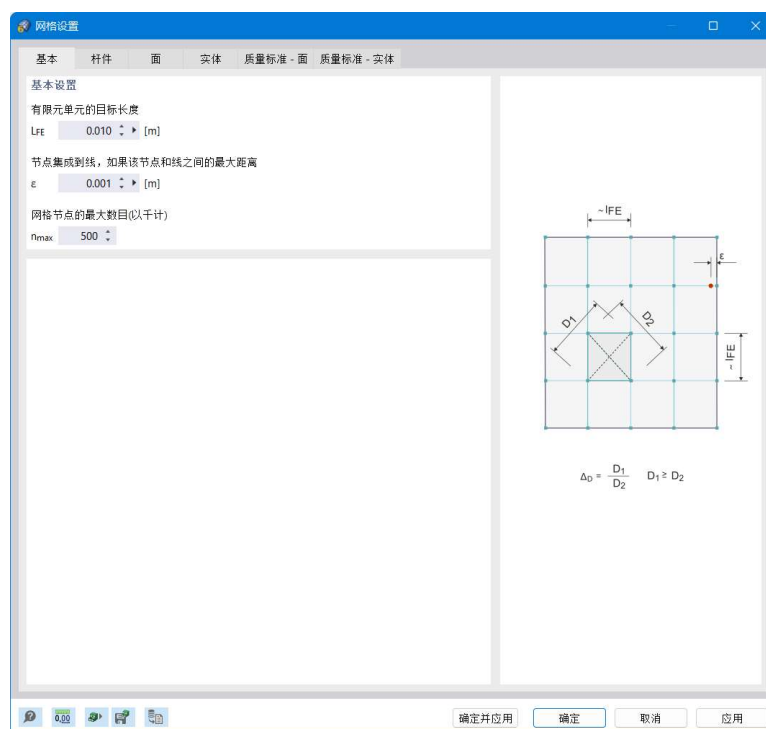 网格设置
基本 杆件 面 实体 质量标准 - 面 质量标准 - 实体
基本设置
有限元单元的目标长度
LFE 0.010 [m]
节点集成到线，如果该节点和线之间的最大距离
ε 0.001 [m]
网格节点的最大数目(以千计)
nmax 500
~ lFE
ε
D1
D2
~ lFE
ΔD = D1 / D2 D1 ≥ D2
0,00
确定并应用 确定 取消 应用